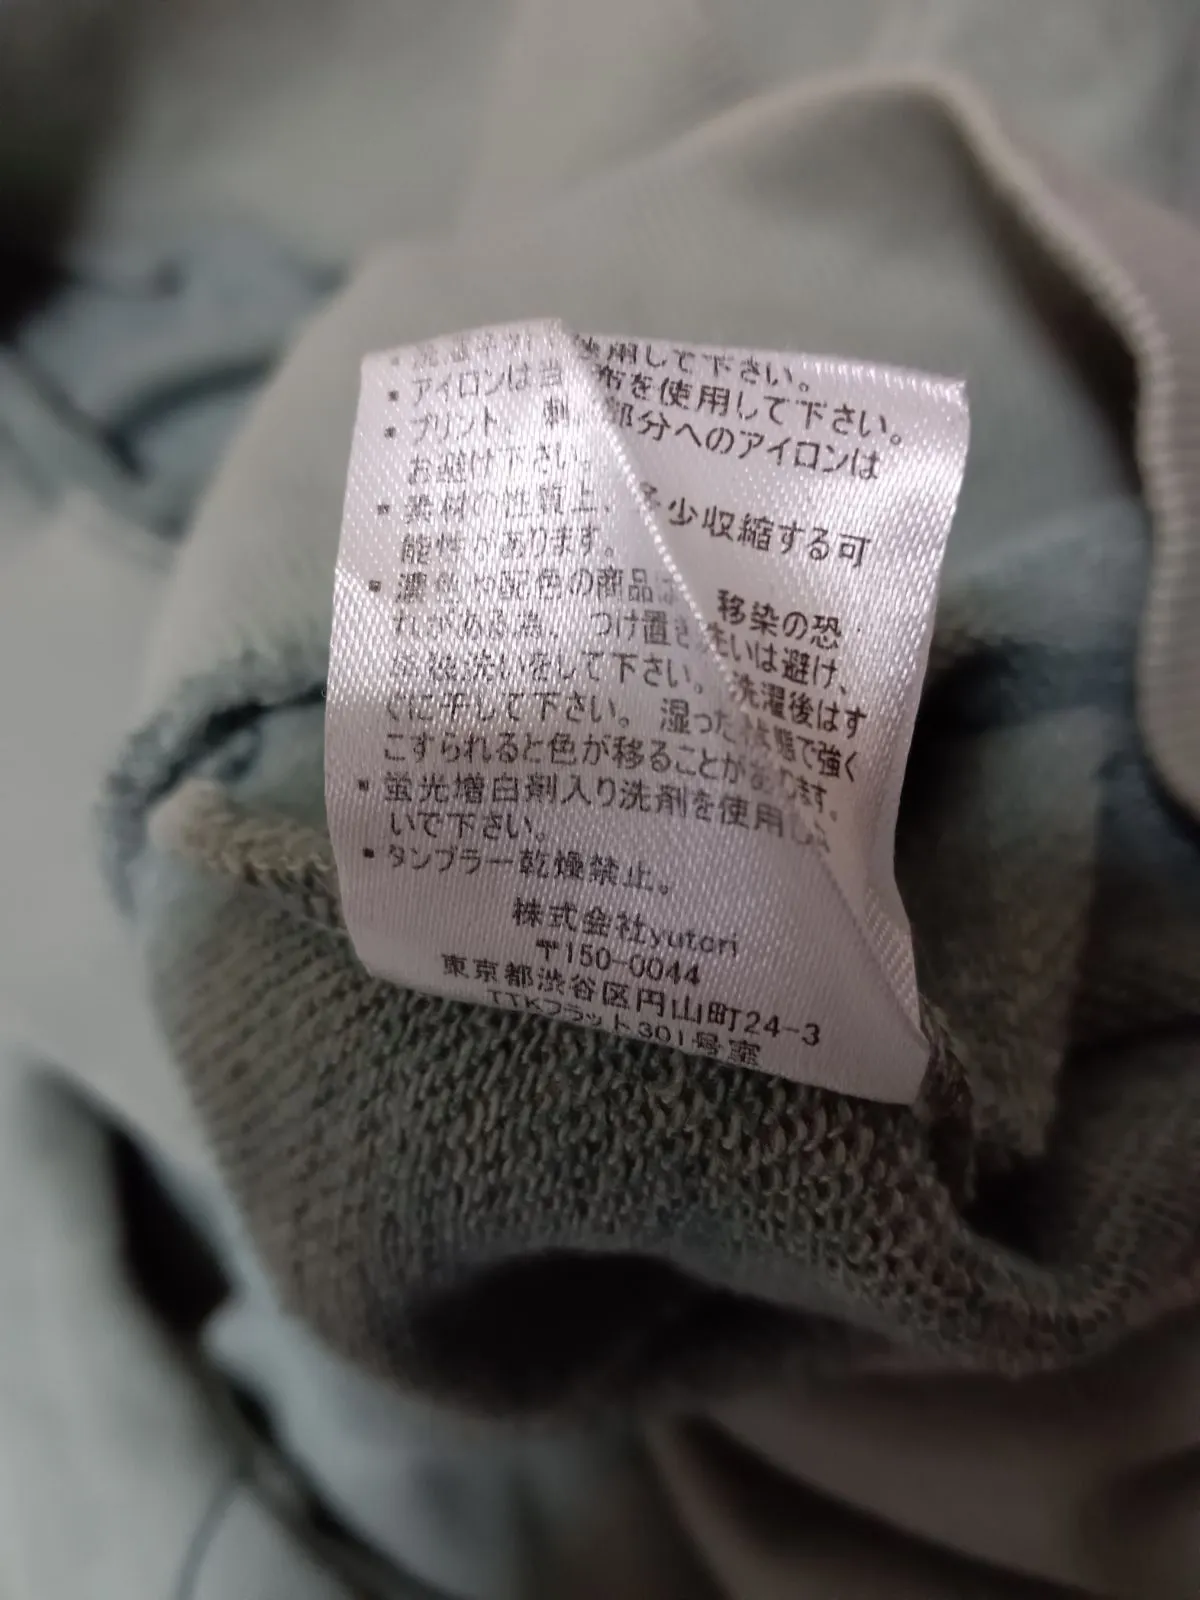 使用して下さい。
・アイロンは当て布を使用して下さい。
・プリント、刺繍部分へのアイロンは
お避け下さい。
・素材の性質上、多少収縮する可
能性があります。
・濃色や配色の商品は、移染の恐
れがある為、つけ置き洗いは避け、
単独洗いをして下さい。洗濯後はす
ぐに干して下さい。湿った状態で強く
こすられると色が移ることがあります。
・蛍光増白剤入り洗剤を使用しな
いで下さい。
・タンブラー乾燥禁止。
株式会社yutori
〒150-0044
東京都渋谷区円山町24-3
TTKフラット301号室